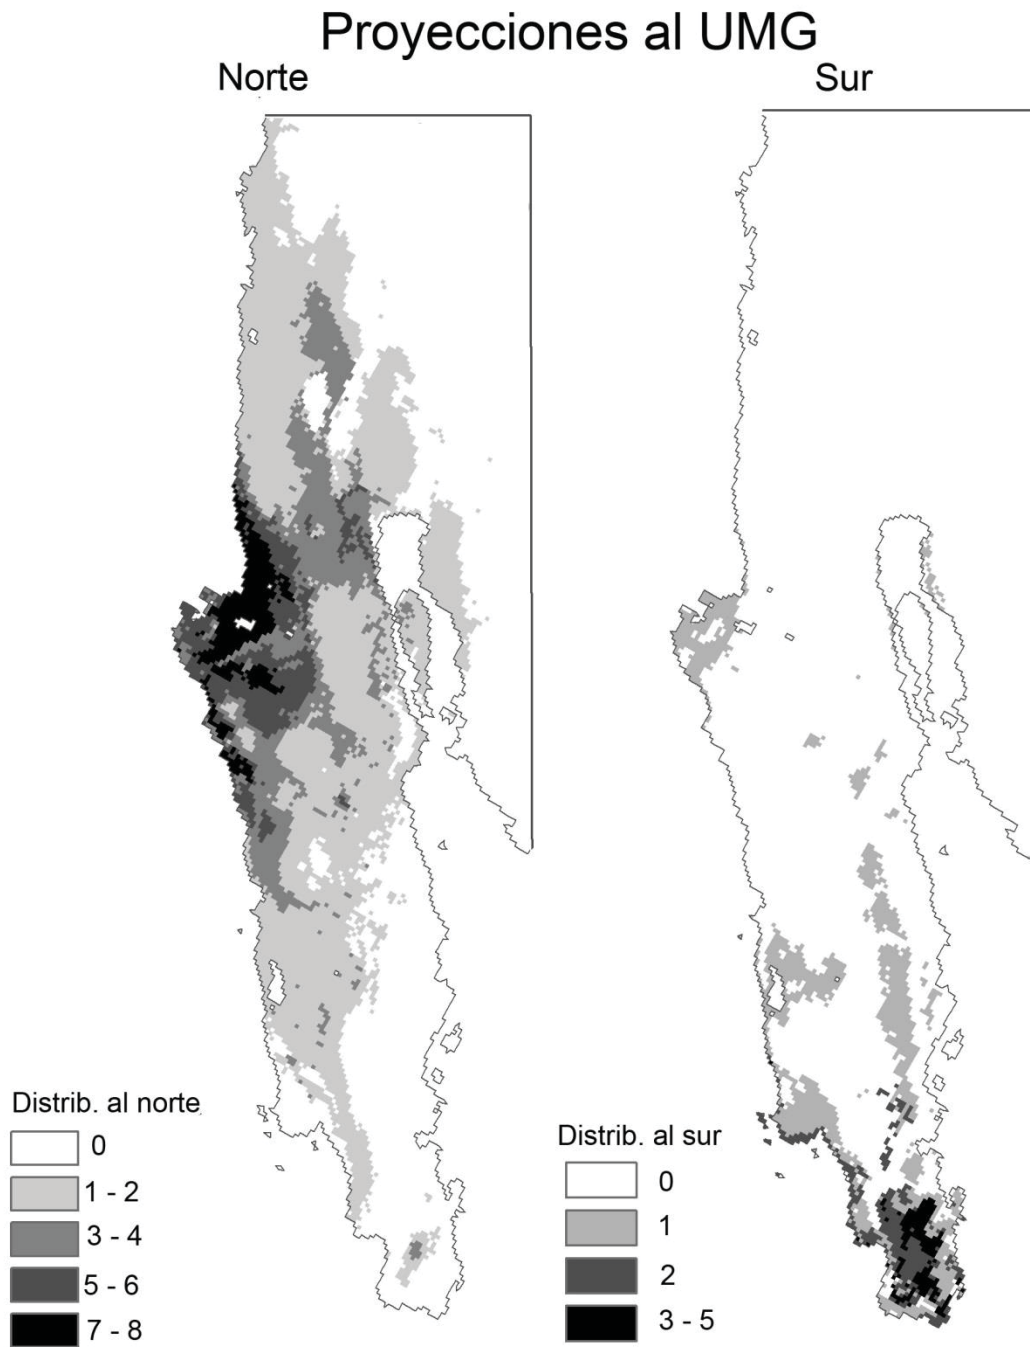 Proyecciones al UMG
Norte
Sur
Distrib. al norte
0
1 - 2
3 - 4
5 - 6
7 - 8
Distrib. al sur
0
1
2
3 - 5